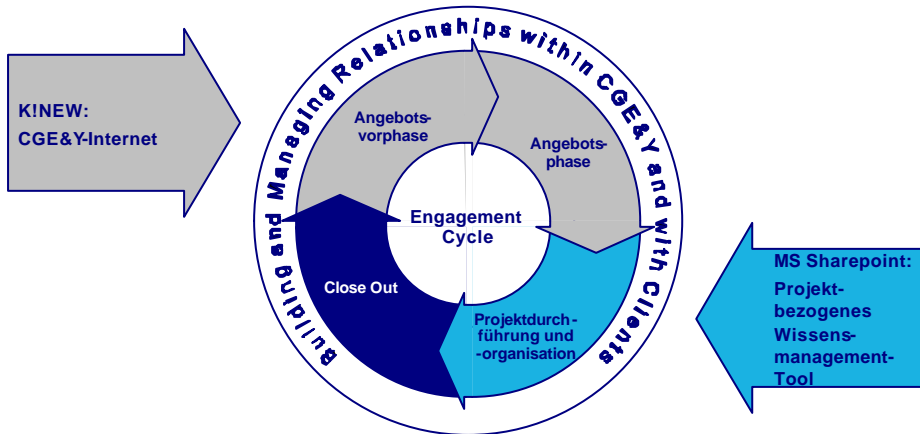 Building and Managing Relationships within CGE&Y and with Clients
K!NEW:
CGE&Y-Internet
Angebots-
vorphase
Angebots-
phase
Engagement
Cycle
Close Out
Projektdurch-
führung und
-organisation
MS Sharepoint:
Projekt-
bezogenes
Wissens-
management-
Tool